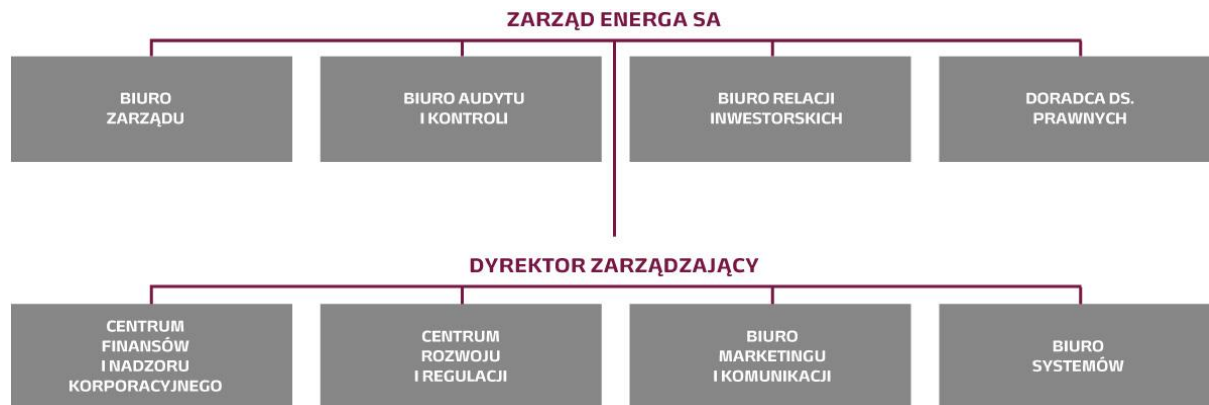 ZARZĄD ENERGA SA
BIURO
ZARZĄDU
BIURO AUDYTU
I KONTROLI
BIURO RELACJI
INWESTORSKICH
DORADCA DS.
PRAWNYCH
DYREKTOR ZARZĄDZAJĄCY
CENTRUM
FINANSÓW
I NADZORU
KORPORACYJNEGO
CENTRUM
ROZWOJU
I REGULACJI
BIURO
MARKETINGU
I KOMUNIKACJI
BIURO
SYSTEMÓW